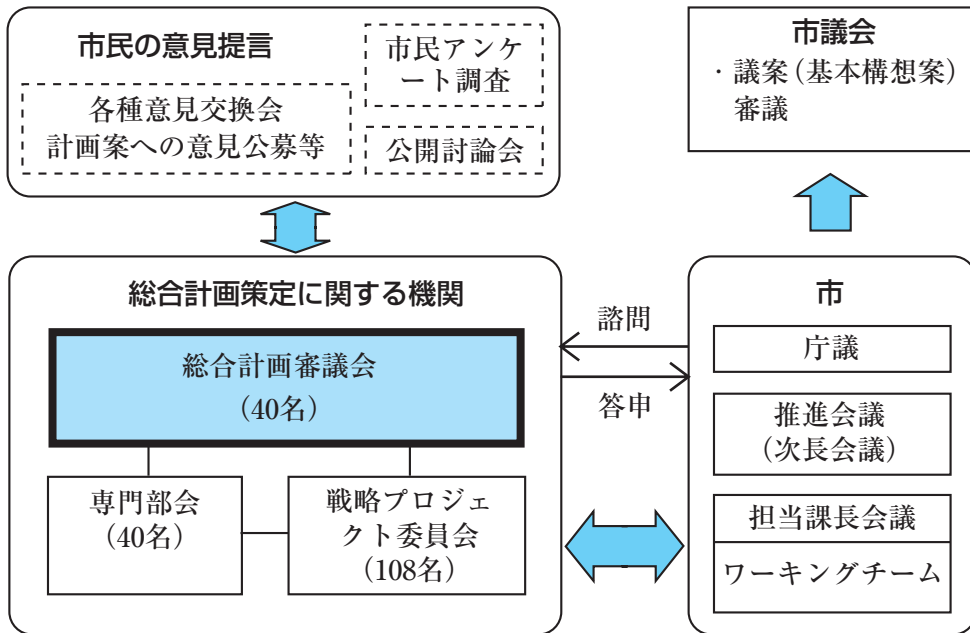 市民の意見提言
市民アンケ
ート調査
各種意見交換会
計画案への意見公募等
公開討論会
市議会
・議案（基本構想案）
審議
総合計画策定に関する機関
総合計画審議会
（40名）
専門部会
（40名）
戦略プロジェ
クト委員会
（108名）
諮問
答申
市
庁議
推進会議
（次長会議）
担当課長会議
ワーキングチーム